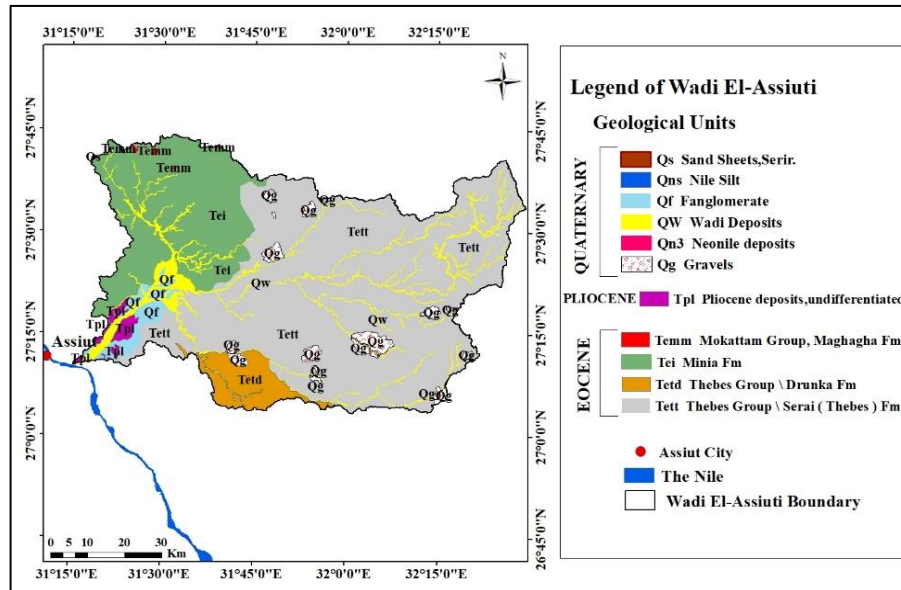 31°15'0"E 31°30'0"E 31°45'0"E 32°0'0"E 32°15'0"E
N
27°45'0"N 27°45'0"N
27°30'0"N 27°30'0"N
27°15'0"N 27°15'0"N
27°0'0"N 27°0'0"N
26°45'0"N
Temm Temm Temm
Qs
Temm
Tei
Qg Qg
Qg
Tett
Tett
Qg
Tei
Qf
Qw
Qf
Qf
Qf
Tpl
Tpl Tpl
Qw
Qg Qg
Assiut
Tett
Tett
Qg
Qg
Tpl
Tpl
Qg
Qg
Qg
Qg
Qg
Tetd
Qg
Qg Qg
0 5 10 20 30
Km
31°15'0"E 31°30'0"E 31°45'0"E 32°0'0"E 32°15'0"E
Legend of Wadi El-Assiuti
Geological Units
QUATERNARY
Qs Sand Sheets,Serir.
Qns Nile Silt
Qf Fanglomerate
QW Wadi Deposits
Qn3 Neonile deposits
Qg Gravels
PLIOCENE Tpl Pliocene deposits,undifferentiated
EOCENE
Temm Mokattam Group, Maghagha Fm
Tei Minia Fm
Tetd Thebes Group \ Drunka Fm
Tett Thebes Group \ Serai ( Thebes ) Fm
Assiut City
The Nile
Wadi El-Assiuti Boundary